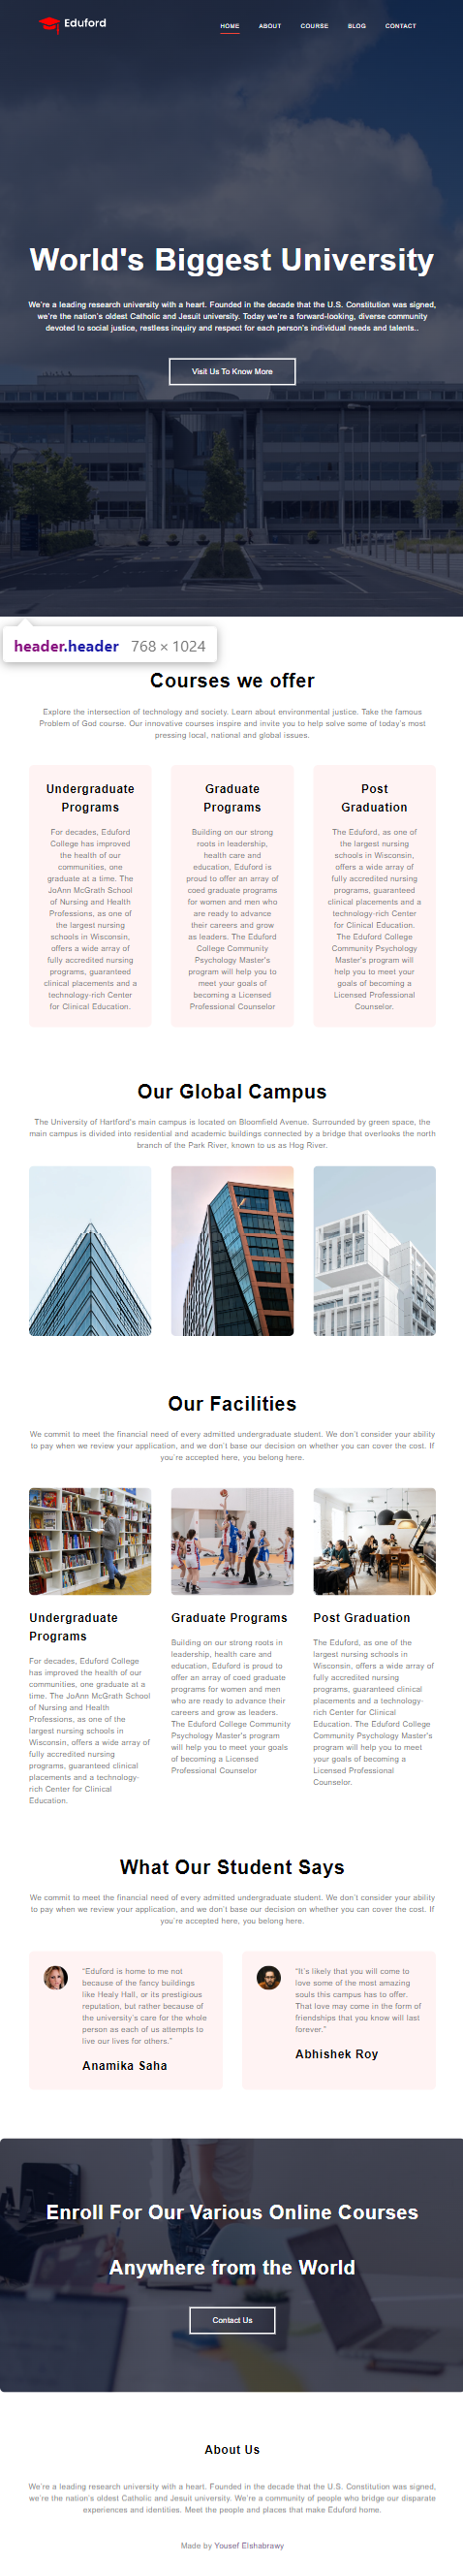 Eduford
HOME ABOUT COURSE BLOG CONTACT
World's Biggest University
We're a leading research university with a heart. Founded in the decade that the U.S. Constitution was signed,
we're the nation's oldest Catholic and Jesuit university. Today we're a forward-looking, diverse community
devoted to social justice, restless inquiry and respect for each person's individual needs and talents..
Visit Us To Know More
header.header 768 × 1024
Courses we offer
Explore the intersection of technology and society. Learn about environmental justice. Take the famous
Problem of God course. Our innovative courses inspire and invite you to help solve some of today's most
pressing local, national and global issues.
Undergraduate
Programs
For decades, Eduford
College has improved
the health of our
communities, one
graduate at a time. The
JoAnn McGrath School
of Nursing and Health
Professions, as one of
the largest nursing
schools in Wisconsin,
offers a wide array of
fully accredited nursing
programs, guaranteed
clinical placements and a
technology-rich Center
for Clinical Education.
Graduate
Programs
Building on our strong
roots in leadership,
health care and
education, Eduford is
proud to offer an array of
coed graduate programs
for women and men who
are ready to advance
their careers and grow
as leaders. The Eduford
College Community
Psychology Master's
program will help you to
meet your goals of
becoming a Licensed
Professional Counselor
Post
Graduation
The Eduford, as one of
the largest nursing
schools in Wisconsin,
offers a wide array of
fully accredited nursing
programs, guaranteed
clinical placements and a
technology-rich Center
for Clinical Education.
The Eduford College
Community Psychology
Master's program will
help you to meet your
goals of becoming a
Licensed Professional
Counselor.
Our Global Campus
The University of Hartford's main campus is located on Bloomfield Avenue. Surrounded by green space, the
main campus is divided into residential and academic buildings connected by a bridge that overlooks the north
branch of the Park River, known to us as Hog River.
Our Facilities
We commit to meet the financial need of every admitted undergraduate student. We don't consider your ability
to pay when we review your application, and we don't base our decision on whether you can cover the cost. If
you're accepted here, you belong here.
Undergraduate
Programs
For decades, Eduford College
has improved the health of our
communities, one graduate at a
time. The JoAnn McGrath School
of Nursing and Health
Professions, as one of the
largest nursing schools in
Wisconsin, offers a wide array of
fully accredited nursing
programs, guaranteed clinical
placements and a technology-
rich Center for Clinical
Education.
Graduate Programs
Building on our strong roots in
leadership, health care and
education, Eduford is proud to
offer an array of coed graduate
programs for women and men
who are ready to advance their
careers and grow as leaders.
The Eduford College Community
Psychology Master's program
will help you to meet your goals
of becoming a Licensed
Professional Counselor
Post Graduation
The Eduford, as one of the
largest nursing schools in
Wisconsin, offers a wide array of
fully accredited nursing
programs, guaranteed clinical
placements and a technology-
rich Center for Clinical
Education. The Eduford College
Community Psychology Master's
program will help you to meet
your goals of becoming a
Licensed Professional
Counselor.
What Our Student Says
We commit to meet the financial need of every admitted undergraduate student. We don't consider your ability
to pay when we review your application, and we don't base our decision on whether you can cover the cost. If
you're accepted here, you belong here.
"Eduford is home to me not
because of the fancy buildings
like Healy Hall, or its prestigious
reputation, but rather because of
the university's care for the whole
person as each of us attempts to
live our lives for others."
Anamika Saha
"It's likely that you will come to
love some of the most amazing
souls this campus has to offer.
That love may come in the form of
friendships that you know will last
forever."
Abhishek Roy
Enroll For Our Various Online Courses
Anywhere from the World
Contact Us
About Us
We're a leading research university with a heart. Founded in the decade that the U.S. Constitution was signed,
we're the nation's oldest Catholic and Jesuit university. We're a community of people who bridge our disparate
experiences and identities. Meet the people and places that make Eduford home.
Made by Yousef Elshabrawy